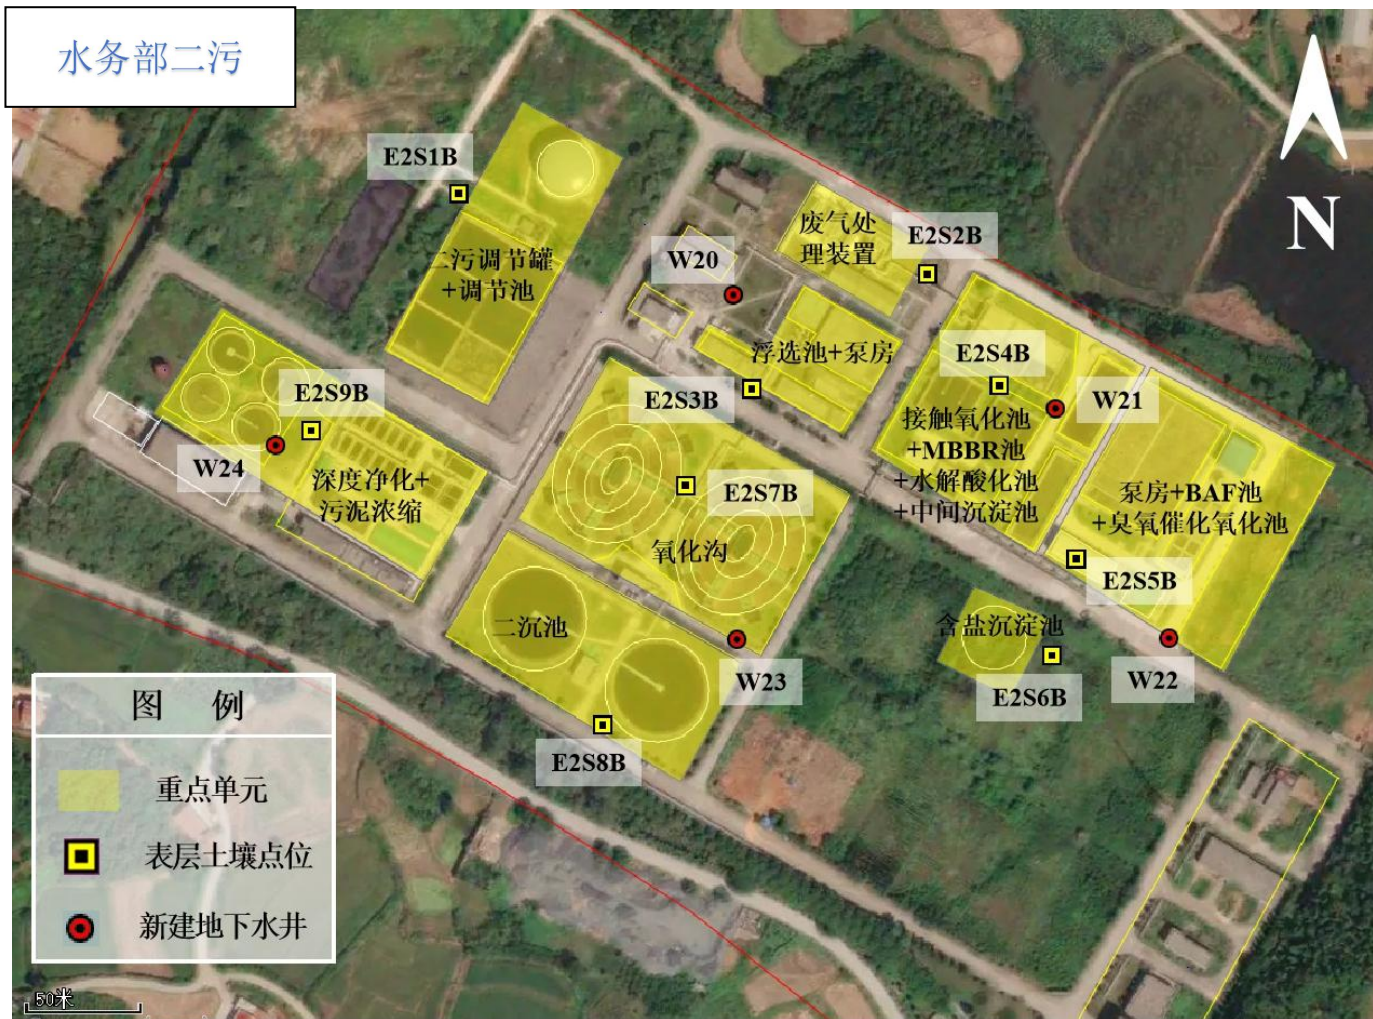 水务部二污
E2S1B
二污调节罐
+调节池
废气处
理装置
E2S2B
W20
浮选池+泵房
E2S3B
E2S4B
W21
接触氧化池
+MBBR池
+水解酸化池
+中间沉淀池
泵房+BAF池
+臭氧催化氧化池
E2S9B
W24
深度净化+
污泥浓缩
E2S7B
氧化沟
E2S5B
二沉池
含盐沉淀池
W23
W22
E2S6B
E2S8B
图 例
重点单元
表层土壤点位
新建地下水井
50米
N